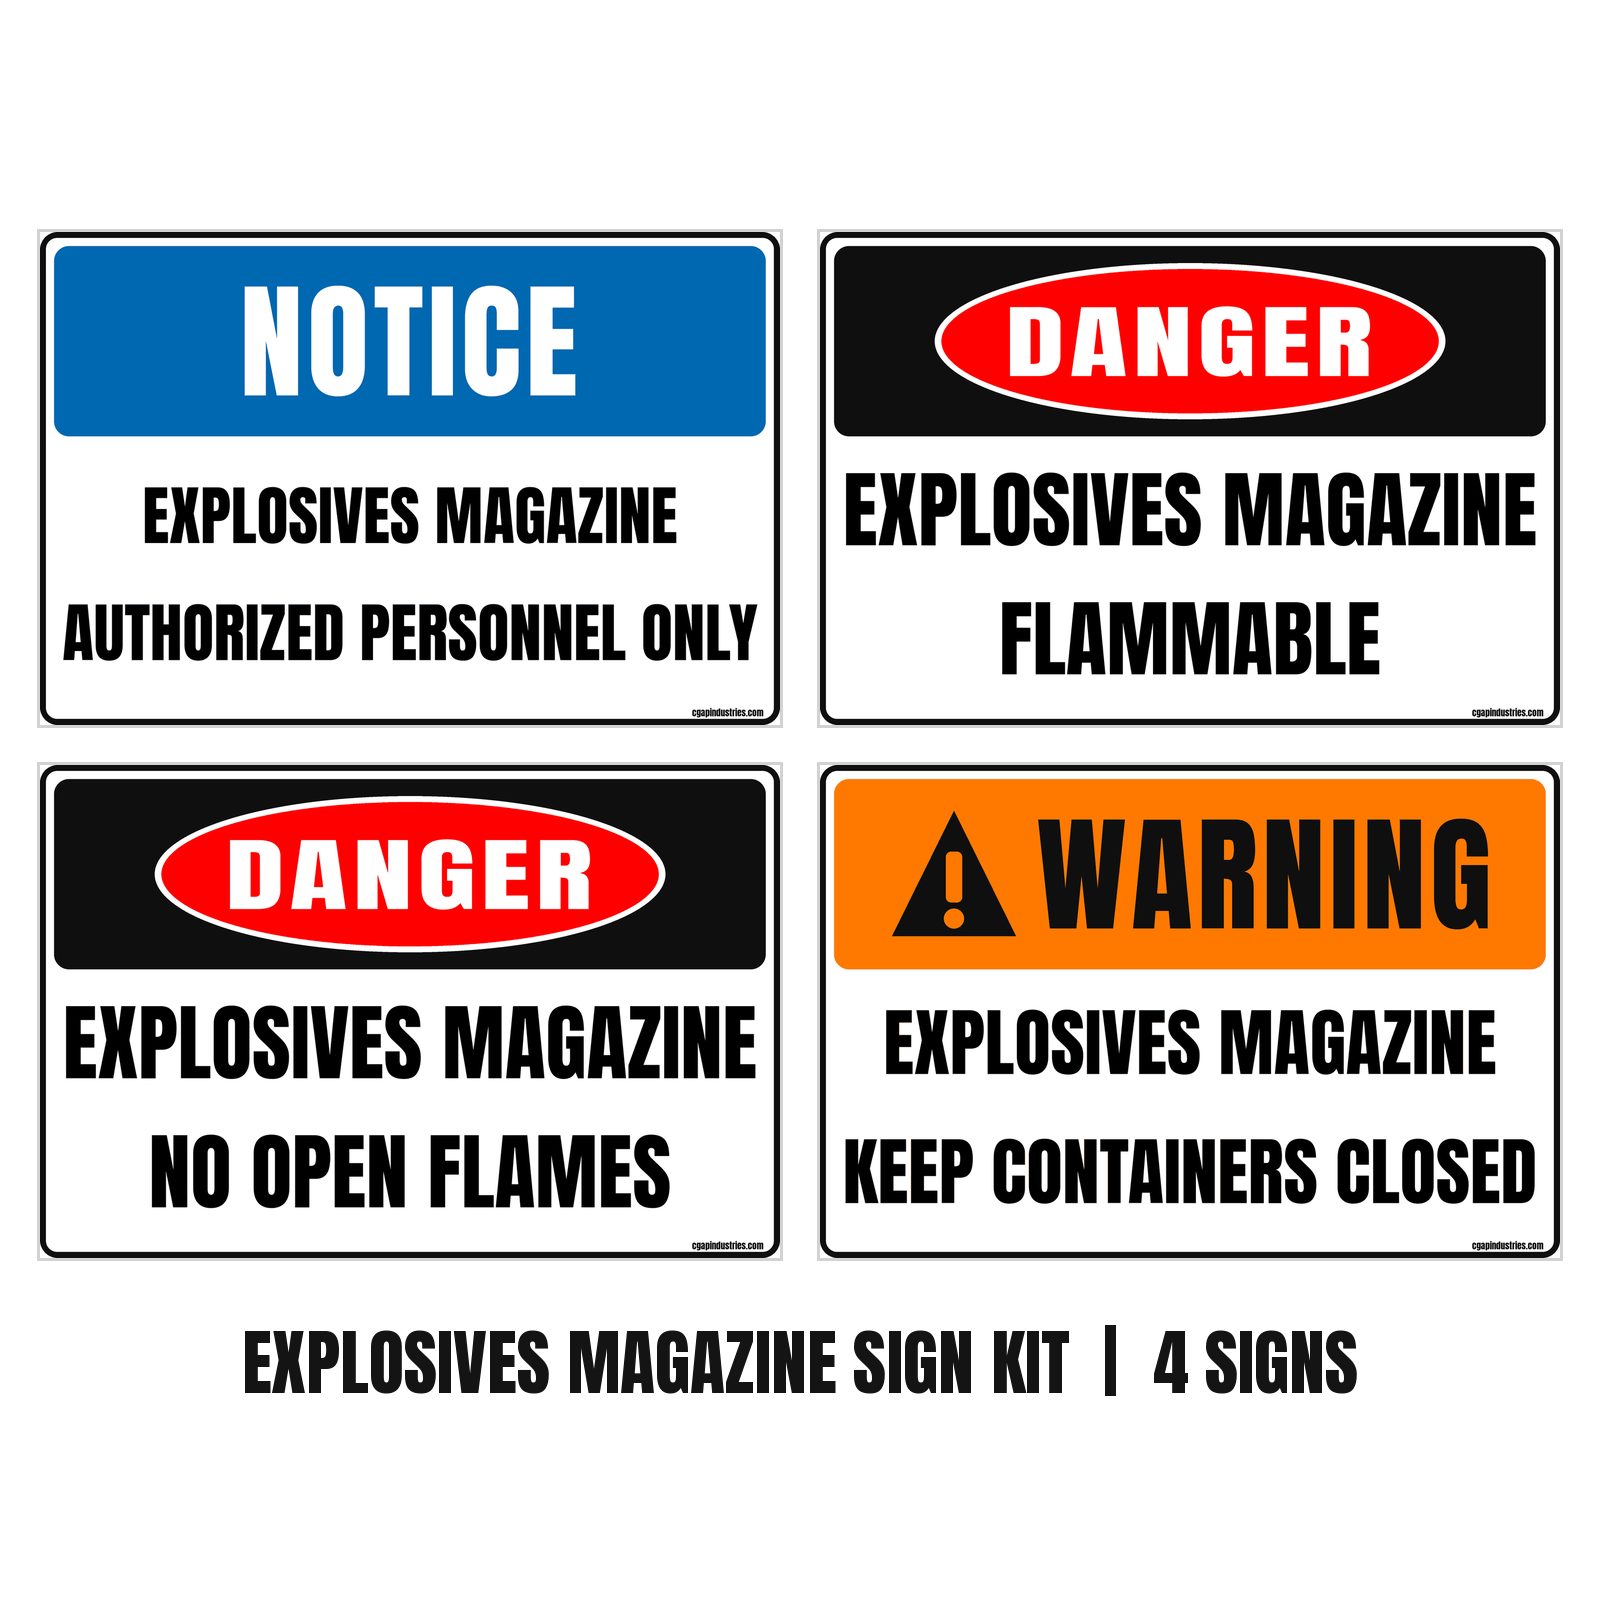 NOTICE
EXPLOSIVES MAGAZINE
AUTHORIZED PERSONNEL ONLY
cgapindustries.com
DANGER
EXPLOSIVES MAGAZINE
FLAMMABLE
cgapindustries.com
DANGER
EXPLOSIVES MAGAZINE
NO OPEN FLAMES
cgapindustries.com
WARNING
EXPLOSIVES MAGAZINE
KEEP CONTAINERS CLOSED
cgapindustries.com
EXPLOSIVES MAGAZINE SIGN KIT | 4 SIGNS